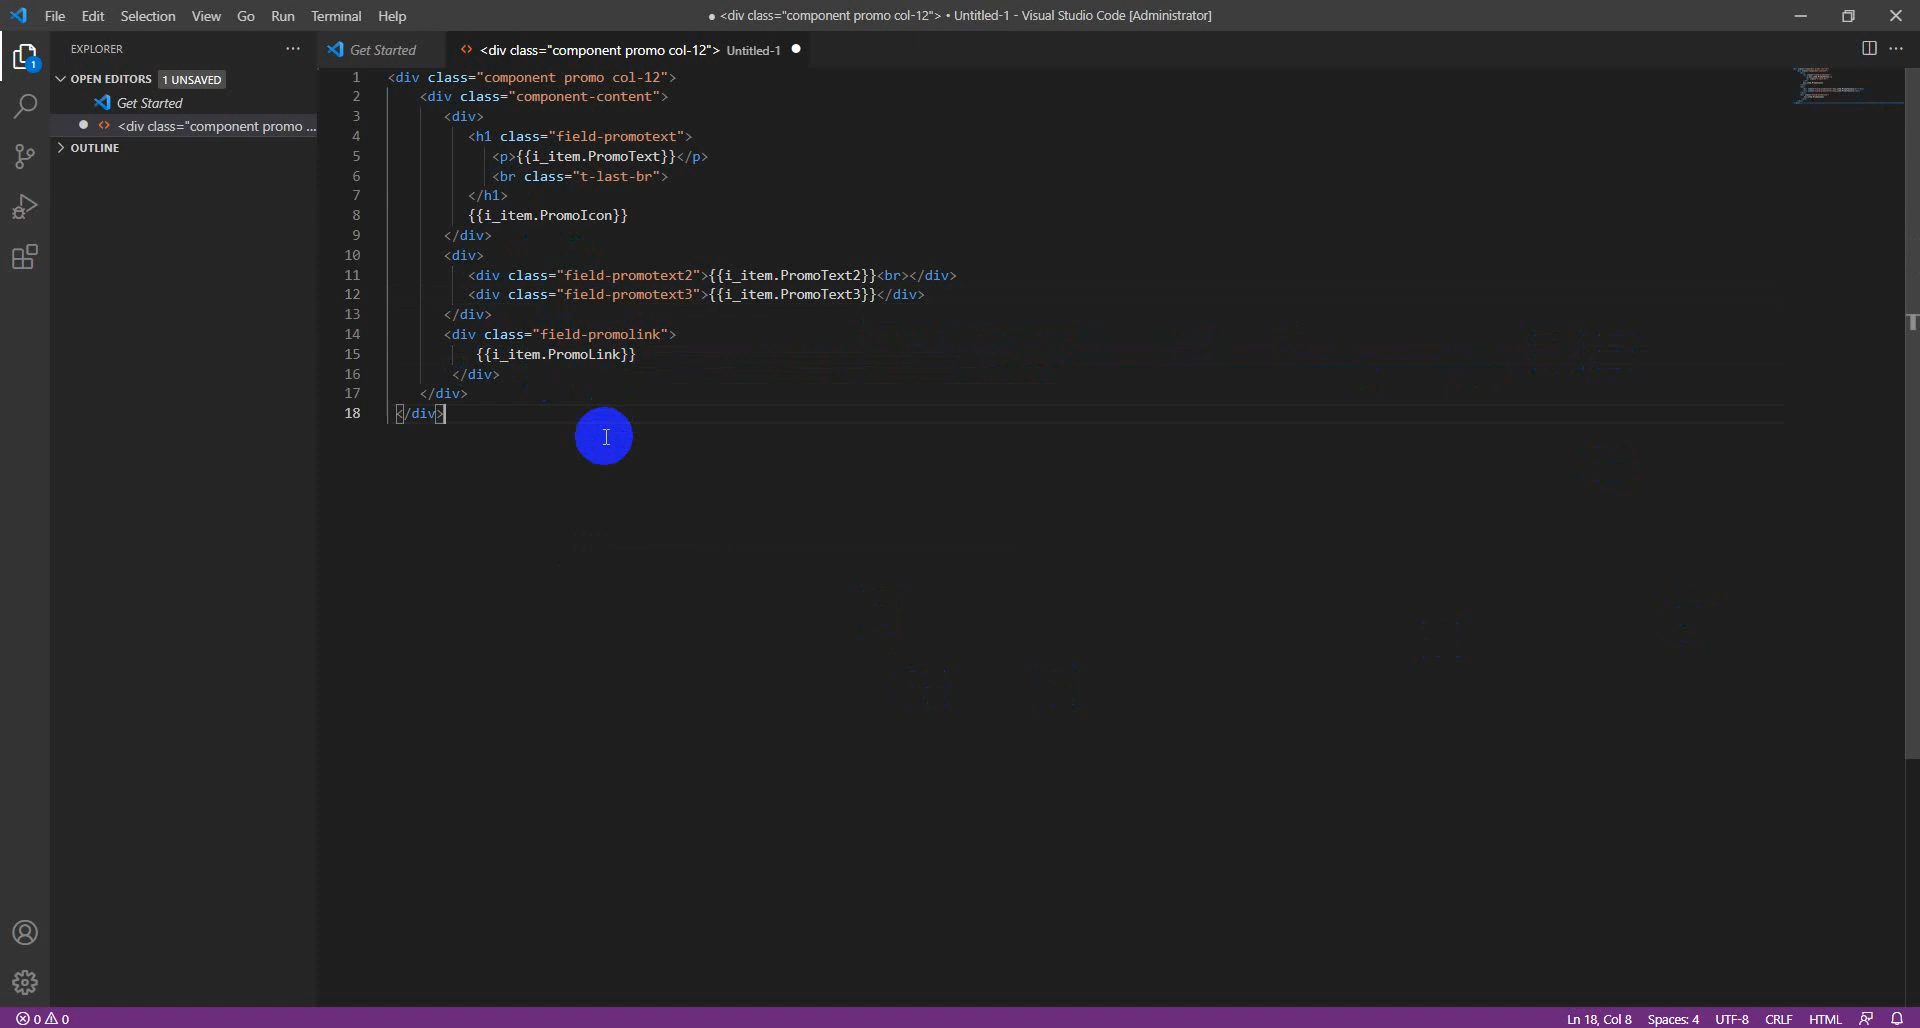 File Edit Selection View Go Run Terminal Help
● <div class="component promo col-12"> • Untitled-1 - Visual Studio Code [Administrator]
EXPLORER ...
Get Started
<> <div class="component promo col-12"> Untitled-1 ●
1
OPEN EDITORS 1 UNSAVED
Get Started
● <> <div class="component promo ...
OUTLINE
1 <div class="component promo col-12">
2 <div class="component-content">
3 <div>
4 <h1 class="field-promotext">
5 <p>{{i_item.PromoText}}</p>
6 <br class="t-last-br">
7 </h1>
8 {{i_item.PromoIcon}}
9 </div>
10 <div>
11 <div class="field-promotext2">{{i_item.PromoText2}}<br></div>
12 <div class="field-promotext3">{{i_item.PromoText3}}</div>
13 </div>
14 <div class="field-promolink">
15 {{i_item.PromoLink}}
16 </div>
17 </div>
18 </div>
0 0
Ln 18, Col 8 Spaces: 4 UTF-8 CRLF HTML